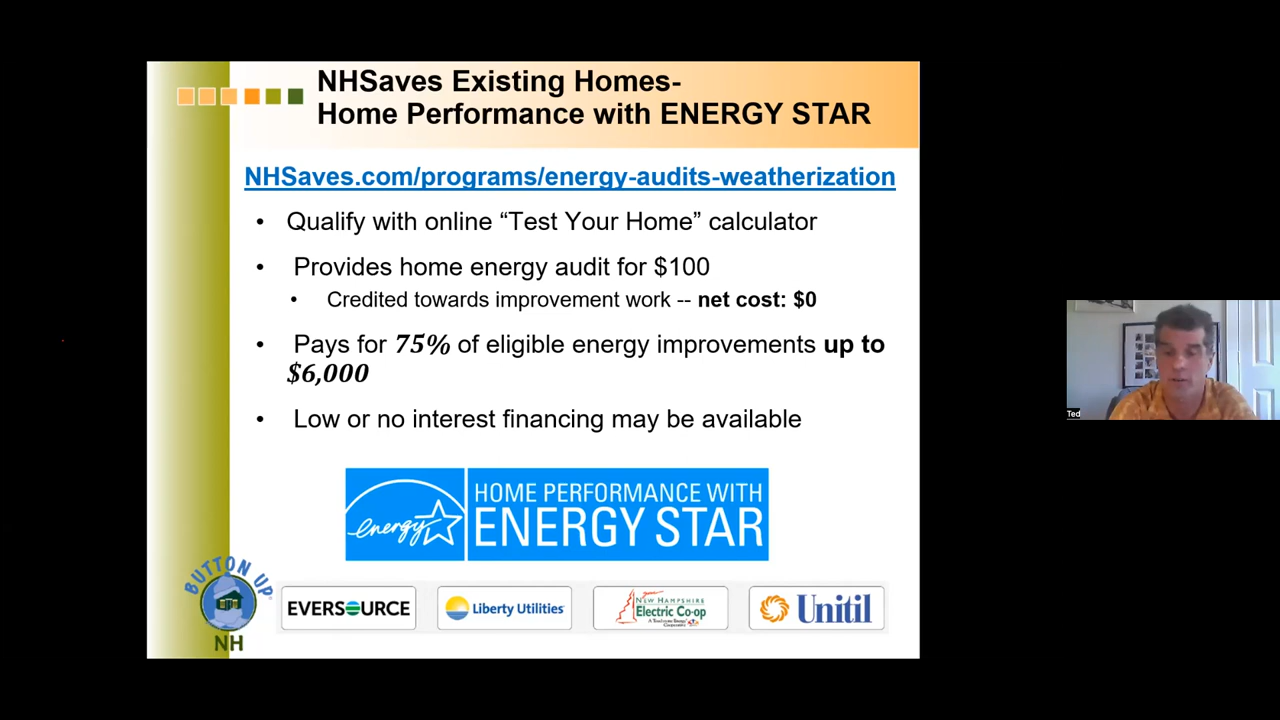 NHSaves Existing Homes-
Home Performance with ENERGY STAR
NHSaves.com/programs/energy-audits-weatherization
• Qualify with online “Test Your Home” calculator
• Provides home energy audit for $100
• Credited towards improvement work -- net cost: $0
• Pays for 75% of eligible energy improvements up to
$6,000
• Low or no interest financing may be available
energy
HOME PERFORMANCE WITH
ENERGY STAR
BUTTON UP
NH
EVERSOURCE
Liberty Utilities
NEW HAMPSHIRE
Electric Co-op
Unitil
Ted